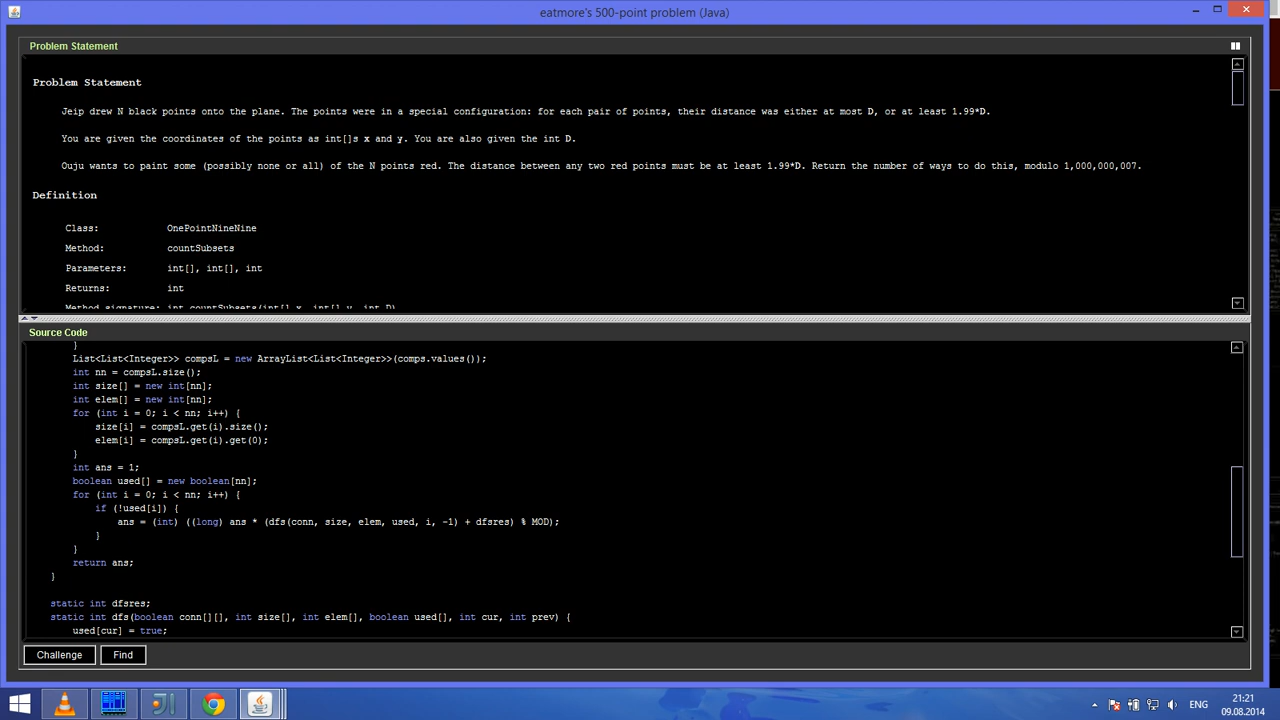 eatmore's 500-point problem (Java)
Problem Statement
Problem Statement
Jeip drew N black points onto the plane. The points were in a special configuration: for each pair of points, their distance was either at most D, or at least 1.99*D.
You are given the coordinates of the points as int[]s x and y. You are also given the int D.
Ouju wants to paint some (possibly none or all) of the N points red. The distance between any two red points must be at least 1.99*D. Return the number of ways to do this, modulo 1,000,000,007.
Definition
Class: OnePointNineNine
Method: countSubsets
Parameters: int[], int[], int
Returns: int
Method signature: int countSubsets(int[] x, int[] y, int D)
Source Code
}
List<List<Integer>> compsL = new ArrayList<List<Integer>>(comps.values());
int nn = compsL.size();
int size[] = new int[nn];
int elem[] = new int[nn];
for (int i = 0; i < nn; i++) {
size[i] = compsL.get(i).size();
elem[i] = compsL.get(i).get(0);
}
int ans = 1;
boolean used[] = new boolean[nn];
for (int i = 0; i < nn; i++) {
if (!used[i]) {
ans = (int) ((long) ans * (dfs(conn, size, elem, used, i, -1) + dfsres) % MOD);
}
}
return ans;
}
static int dfsres;
static int dfs(boolean conn[][], int size[], int elem[], boolean used[], int cur, int prev) {
used[cur] = true;
Challenge Find
ENG
21:21
09.08.2014